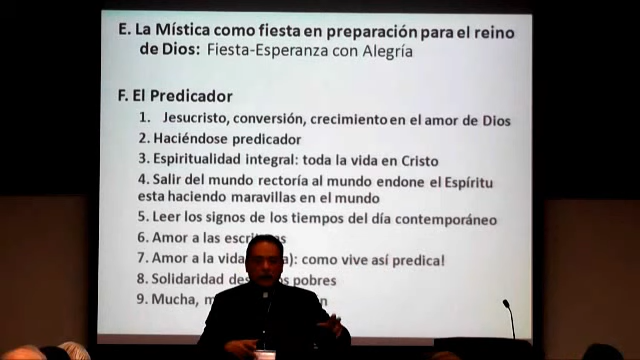 E. La Mística como fiesta en preparación para el reino
de Dios: Fiesta-Esperanza con Alegría
F. El Predicador
1. Jesucristo, conversión, crecimiento en el amor de Dios
2. Haciéndose predicador
3. Espiritualidad integral: toda la vida en Cristo
4. Salir del mundo rectoría al mundo endone el Espíritu
esta haciendo maravillas en el mundo
5. Leer los signos de los tiempos del día contemporáneo
6. Amor a las
7. Amor a la vida : como vive así predica!
8. Solidaridad pobres
9. Mucha,